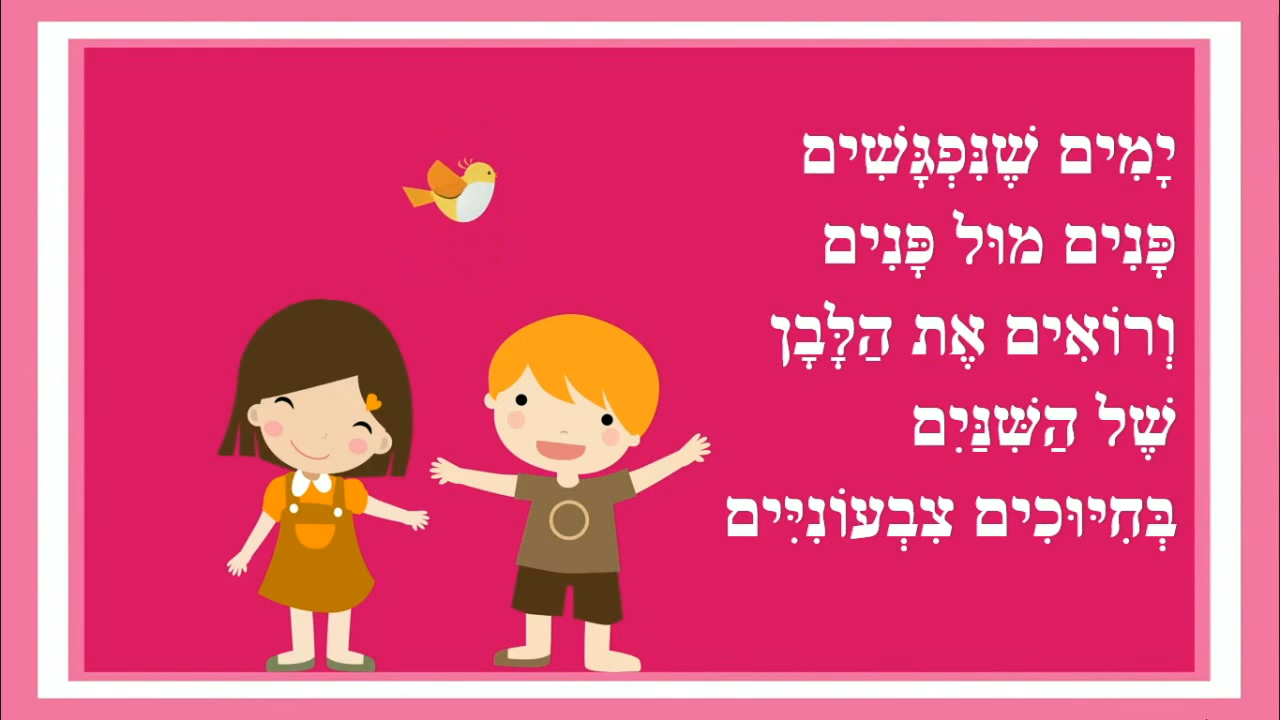 יָמִים שֶׁנִּפְגָּשִׁים
פָּנִים מוּל פָּנִים
וְרוֹאִים אֶת הַלָּבָן
שֶׁל הַשִּׁנַּיִם
בְּחִיּוּכִים צִבְעוֹנִיִּים